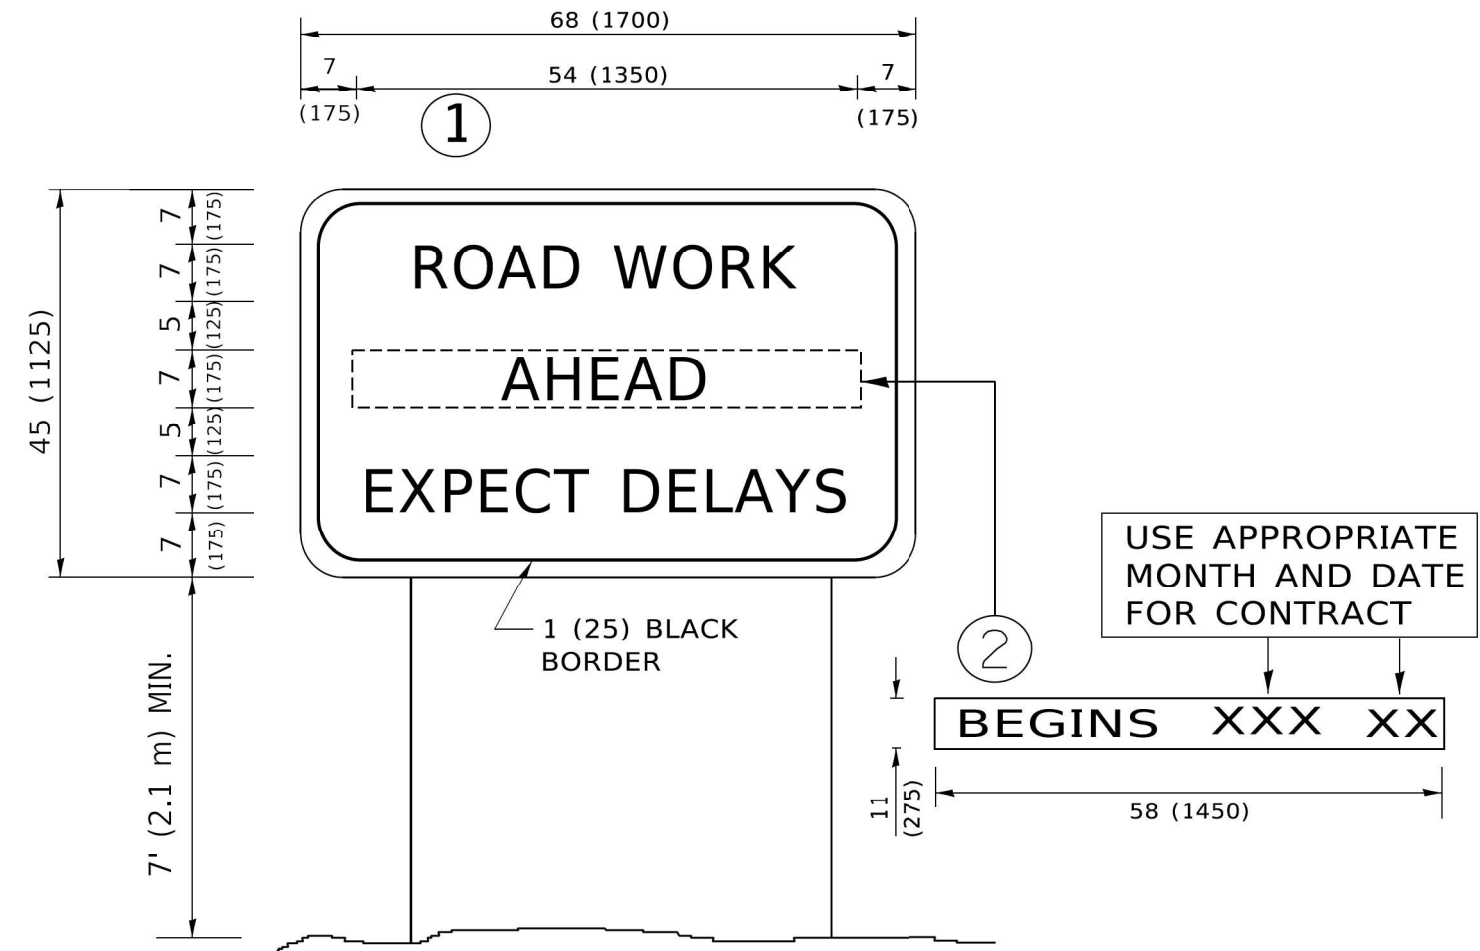 68 (1700)
7
54 (1350)
7
(175)
(175)
1
7 (175)
7 (175)
5 (125)
7 (175)
5 (125)
7 (175)
7 (175)
45 (1125)
ROAD WORK
AHEAD
EXPECT DELAYS
1 (25) BLACK
BORDER
7' (2.1 m) MIN.
USE APPROPRIATE
MONTH AND DATE
FOR CONTRACT
2
BEGINS XXX XX
11
(275)
58 (1450)